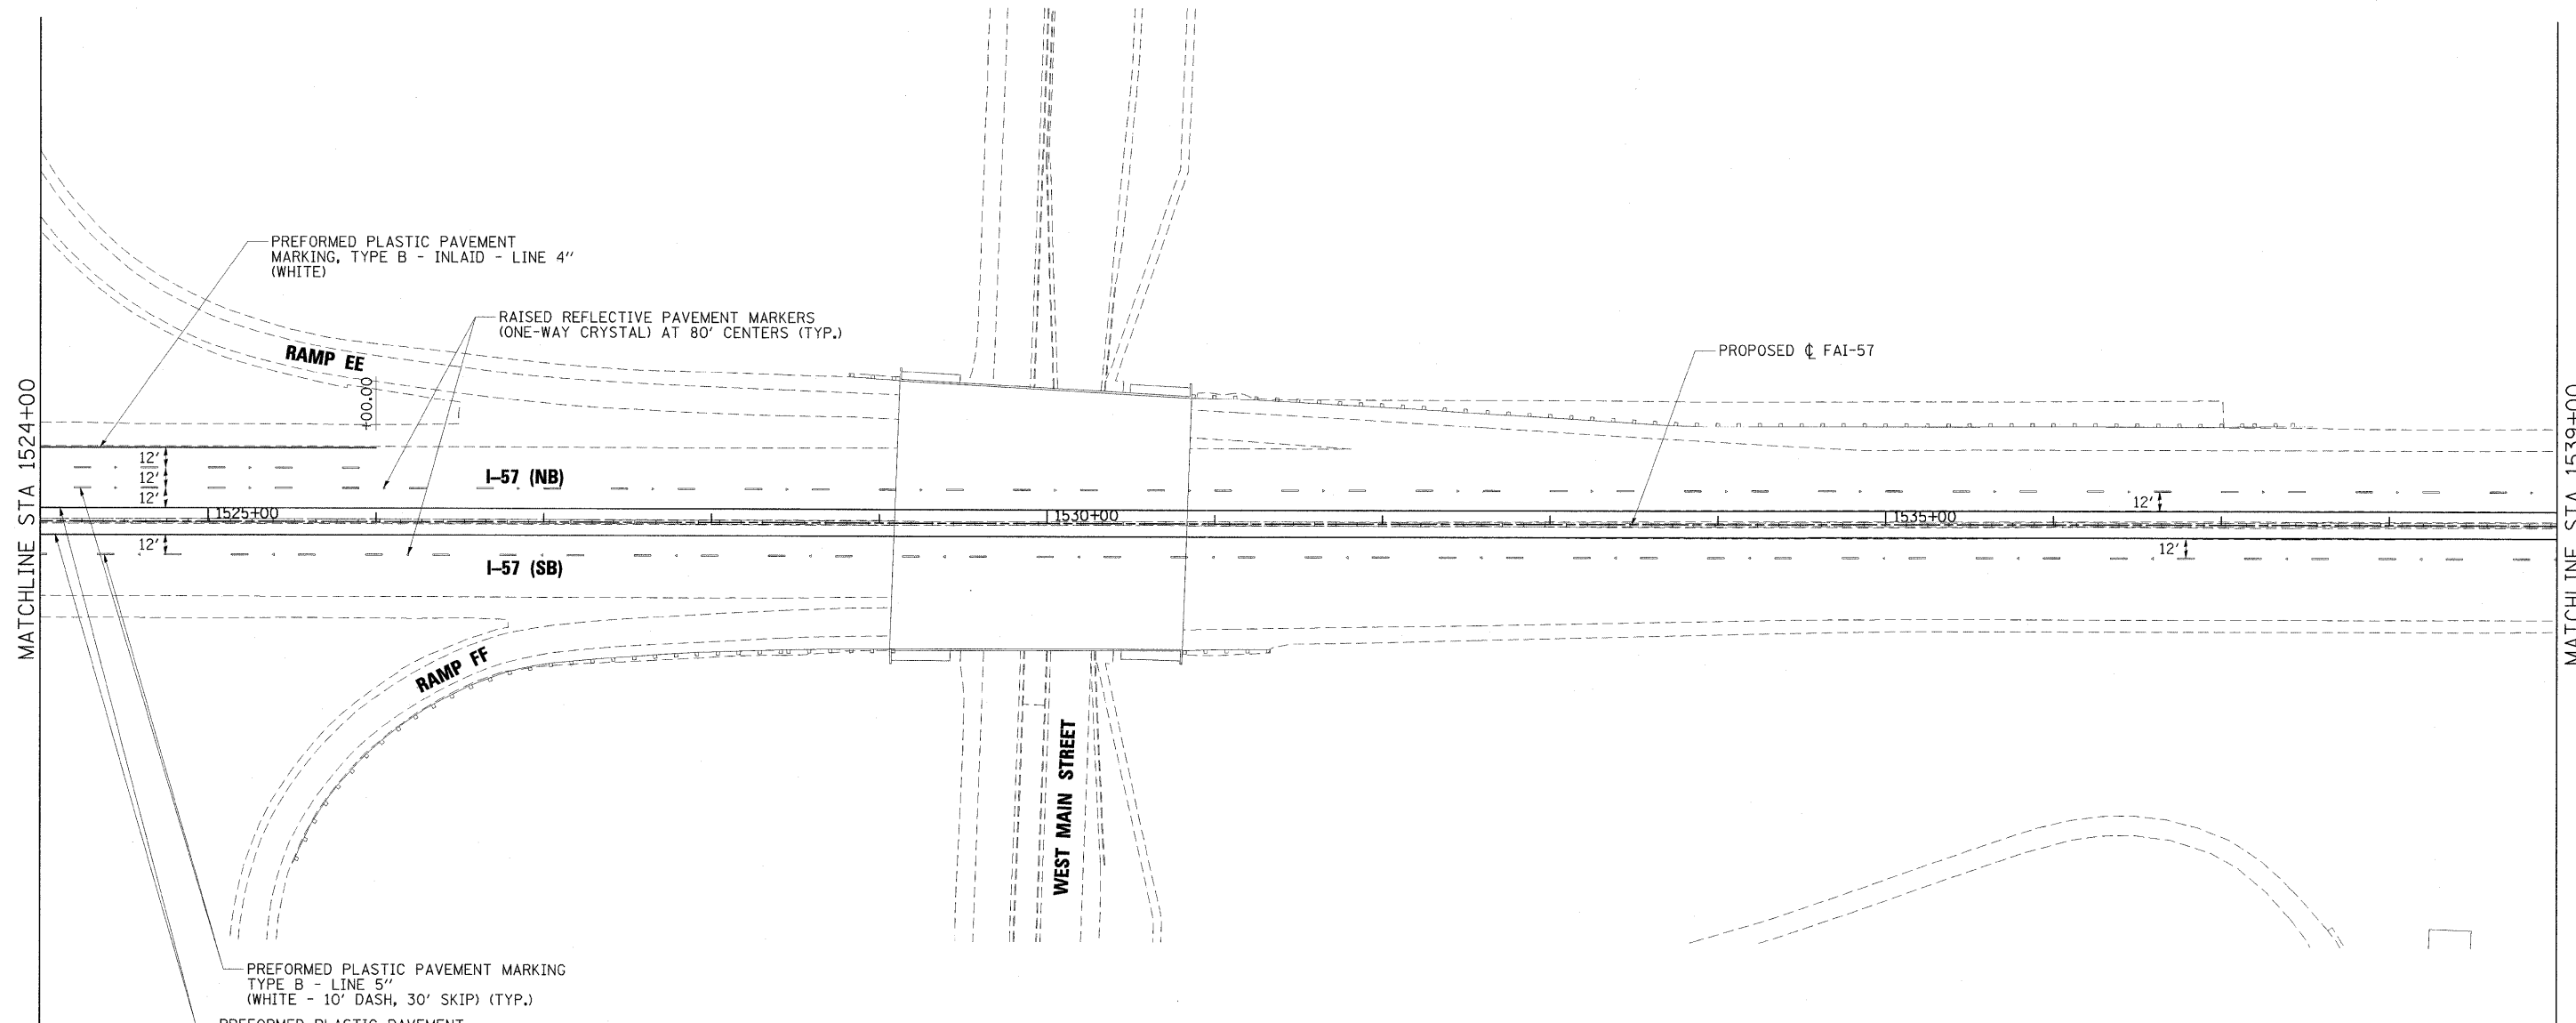 PREFORMED PLASTIC PAVEMENT
MARKING, TYPE B - INLAID - LINE 4"
(WHITE)
RAISED REFLECTIVE PAVEMENT MARKERS
(ONE-WAY CRYSTAL) AT 80' CENTERS (TYP.)
PROPOSED ℄ FAI-57
RAMP EE
+00.00
MATCHLINE STA 1524+00
MATCHLINE STA 1539+00
12'
12'
12'
I-57 (NB)
12'
1525+00
1530+00
1535+00
12'
12'
I-57 (SB)
RAMP FF
WEST MAIN STREET
PREFORMED PLASTIC PAVEMENT MARKING
TYPE B - LINE 5"
(WHITE - 10' DASH, 30' SKIP) (TYP.)
PREFORMED PLASTIC PAVEMENT